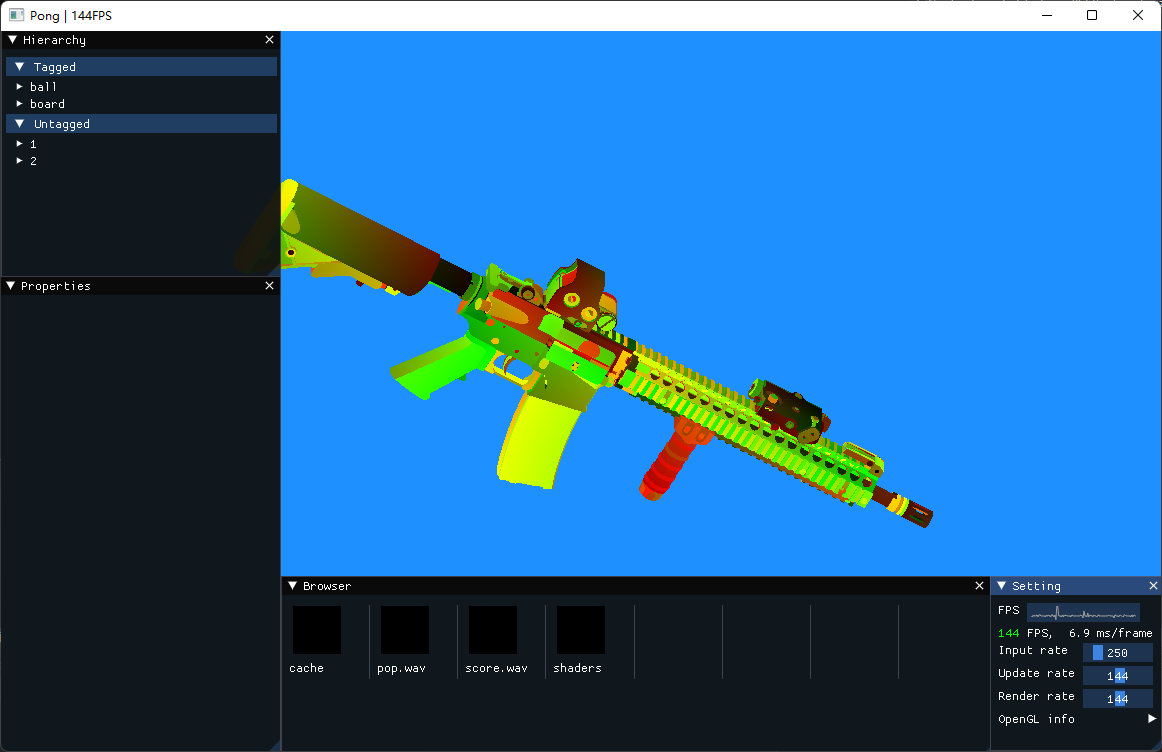 Pong | 144FPS
Hierarchy
Tagged
ball
board
Untagged
1
2
Properties
Browser
cache
pop.wav
score.wav
shaders
Setting
FPS
144 FPS, 6.9 ms/frame
Input rate 250
Update rate 144
Render rate 144
OpenGL info